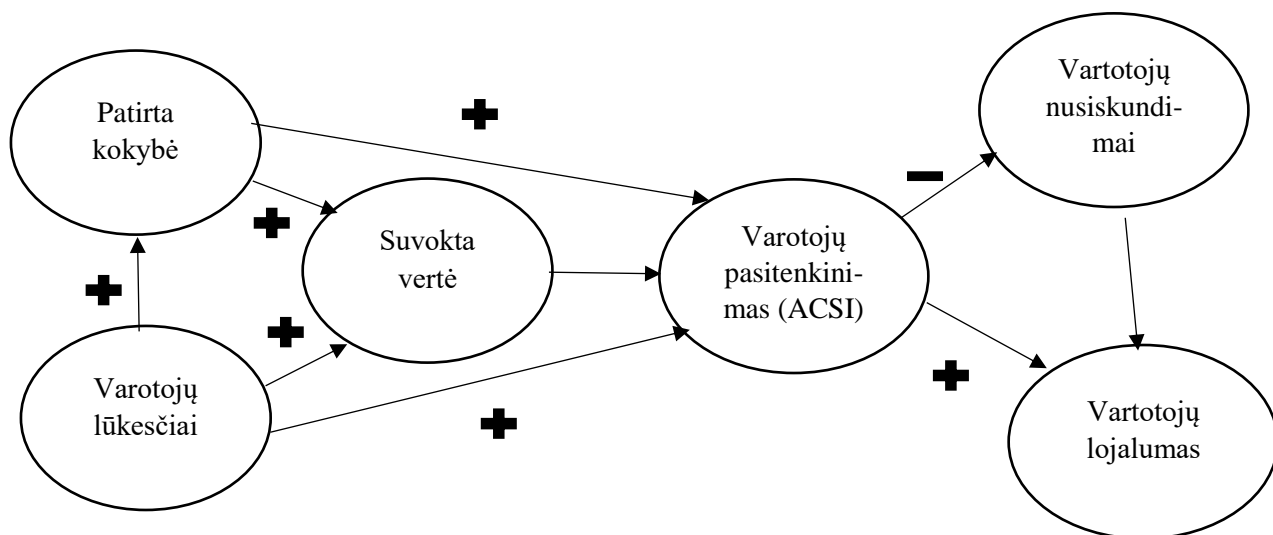 Patirta
kokybė
Varotojų
lūkesčiai
Suvokta
vertė
Varotojų
pasitenkini-
mas (ACSI)
Vartotojų
nusiskundi-
mai
Vartotojų
lojalumas